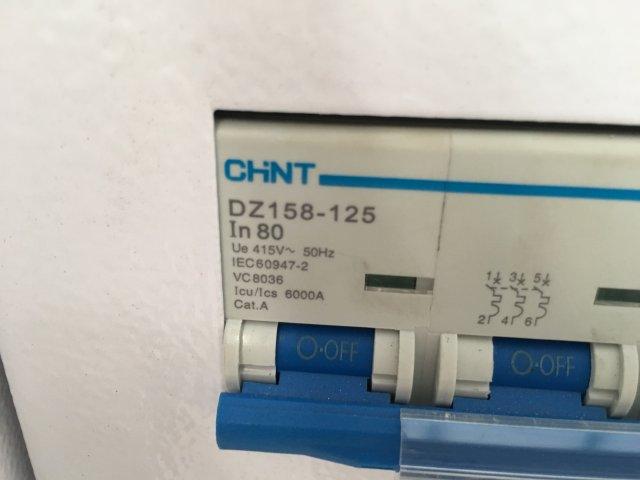 CHNT
DZ158-125
In 80
Ue 415V~ 50Hz
IEC60947-2
VC8036
Icu/Ics 6000A
Cat.A
1 3 5
2 4 6
O·OFF
O·OFF